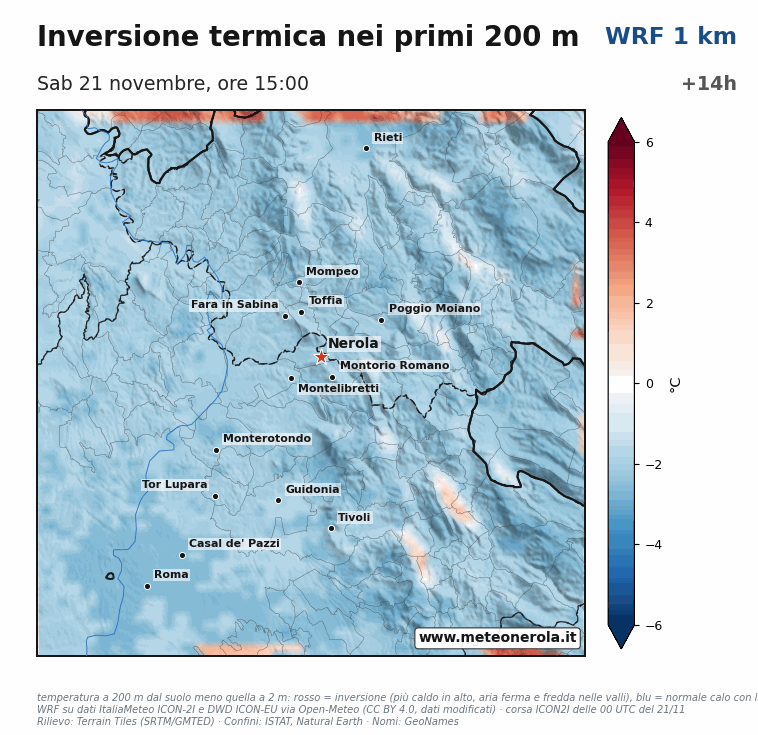 Inversione termica nei primi 200 m
WRF 1 km
Sab 21 novembre, ore 15:00
+14h
Rieti
Mompeo
Toffia
Fara in Sabina
Poggio Moiano
Nerola
Montorio Romano
Montelibretti
Monterotondo
Tor Lupara
Guidonia
Tivoli
Casal de' Pazzi
Roma
www.meteonerola.it
6
4
2
0
−2
−4
−6
°C
temperatura a 200 m dal suolo meno quella a 2 m: rosso = inversione (più caldo in alto, aria ferma e fredda nelle valli), blu = normale calo con l
WRF su dati ItaliaMeteo ICON-2I e DWD ICON-EU via Open-Meteo (CC BY 4.0, dati modificati) · corsa ICON2I delle 00 UTC del 21/11
Rilievo: Terrain Tiles (SRTM/GMTED) · Confini: ISTAT, Natural Earth · Nomi: GeoNames